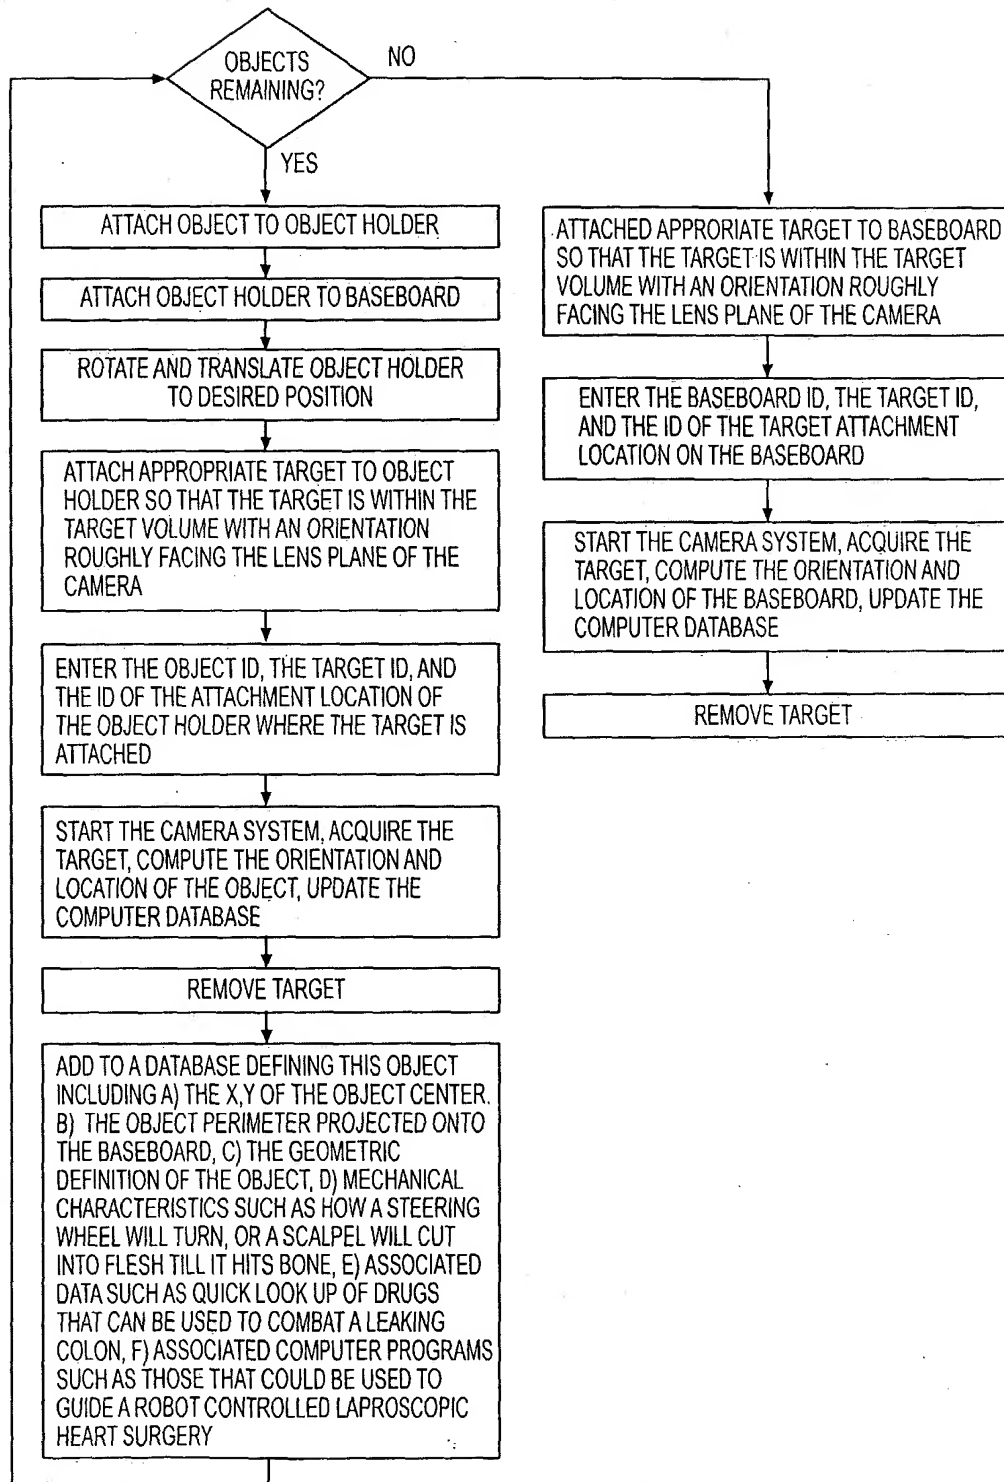 OBJECTS
REMAINING?
NO
YES
ATTACH OBJECT TO OBJECT HOLDER
ATTACH OBJECT HOLDER TO BASEBOARD
ROTATE AND TRANSLATE OBJECT HOLDER
TO DESIRED POSITION
ATTACH APPROPRIATE TARGET TO OBJECT
HOLDER SO THAT THE TARGET IS WITHIN THE
TARGET VOLUME WITH AN ORIENTATION
ROUGHLY FACING THE LENS PLANE OF THE
CAMERA
ENTER THE OBJECT ID, THE TARGET ID, AND
THE ID OF THE ATTACHMENT LOCATION OF
THE OBJECT HOLDER WHERE THE TARGET IS
ATTACHED
START THE CAMERA SYSTEM, ACQUIRE THE
TARGET, COMPUTE THE ORIENTATION AND
LOCATION OF THE OBJECT, UPDATE THE
COMPUTER DATABASE
REMOVE TARGET
ADD TO A DATABASE DEFINING THIS OBJECT
INCLUDING A) THE X,Y OF THE OBJECT CENTER.
B) THE OBJECT PERIMETER PROJECTED ONTO
THE BASEBOARD, C) THE GEOMETRIC
DEFINITION OF THE OBJECT, D) MECHANICAL
CHARACTERISTICS SUCH AS HOW A STEERING
WHEEL WILL TURN, OR A SCALPEL WILL CUT
INTO FLESH TILL IT HITS BONE, E) ASSOCIATED
DATA SUCH AS QUICK LOOK UP OF DRUGS
THAT CAN BE USED TO COMBAT A LEAKING
COLON, F) ASSOCIATED COMPUTER PROGRAMS
SUCH AS THOSE THAT COULD BE USED TO
GUIDE A ROBOT CONTROLLED LAPROSCOPIC
HEART SURGERY
ATTACHED APPRORIATE TARGET TO BASEBOARD
SO THAT THE TARGET IS WITHIN THE TARGET
VOLUME WITH AN ORIENTATION ROUGHLY
FACING THE LENS PLANE OF THE CAMERA
ENTER THE BASEBOARD ID, THE TARGET ID,
AND THE ID OF THE TARGET ATTACHMENT
LOCATION ON THE BASEBOARD
START THE CAMERA SYSTEM, ACQUIRE THE
TARGET, COMPUTE THE ORIENTATION AND
LOCATION OF THE BASEBOARD, UPDATE THE
COMPUTER DATABASE
REMOVE TARGET